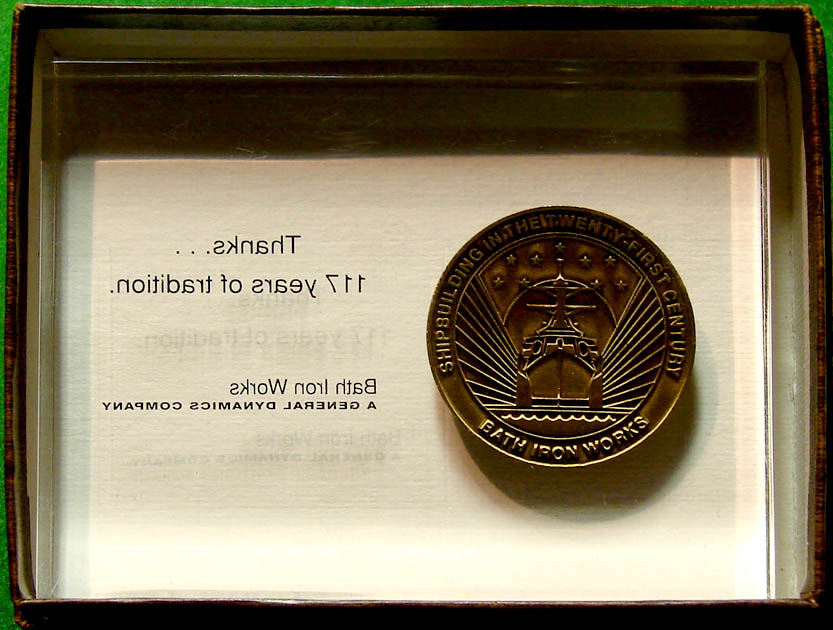 Thanks. . .
117 years of tradition.
Bath Iron Works
A GENERAL DYNAMICS COMPANY
SHIPBUILDING IN THE TWENTY-FIRST CENTURY
BATH IRON WORKS